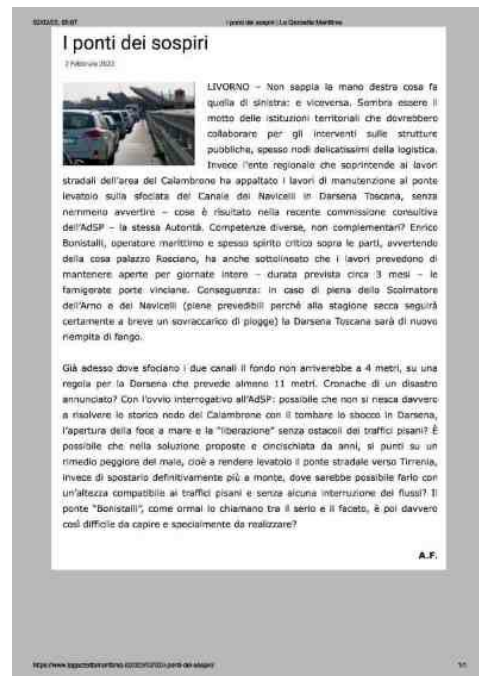 I ponti dei sospiri | La Gazzetta Marittima
I ponti dei sospiri
2 Febbraio 2022
LIVORNO – Non sappia la mano destra cosa fa
quella di sinistra: e viceversa. Sembra essere il
motto delle istituzioni territoriali che dovrebbero
collaborare per gli interventi sulle strutture
pubbliche, spesso nodi delicatissimi della logistica.
Invece l'ente regionale che soprintende ai lavori
stradali dell'area del Calambrone ha appaltato i lavori di manutenzione al ponte
levatoio sulla sfociata del Canale dei Navicelli in Darsena Toscana, senza
nemmeno avvertire – cose è risultato nella recente commissione consultiva
dell'AdSP – la stessa Autorità. Competenze diverse, non complementari? Enrico
Bonistalli, operatore marittimo e spesso spirito critico sopra le parti, avvertendo
della cosa palazzo Rosciano, ha anche sottolineato che i lavori prevedono di
mantenere aperte per giornate intere – durata prevista circa 3 mesi – le
famigerate porte vinciane. Conseguenza: in caso di piena dello Scolmatore
dell'Arno e dei Navicelli (piene prevedibili perché alla stagione secca seguirà
certamente a breve un sovraccarico di piogge) la Darsena Toscana sarà di nuovo
riempita di fango.
Già adesso dove sfociano i due canali il fondo non arriverebbe a 4 metri, su una
regola per la Darsena che prevede almeno 11 metri. Cronache di un disastro
annunciato? Con l'ovvio interrogativo all'AdSP: possibile che non si riesca davvero
a risolvere lo storico nodo del Calambrone con il tombare lo sbocco in Darsena,
l'apertura della foce a mare e la "liberazione" senza ostacoli dei traffici pisani? È
possibile che nella soluzione proposte e cincischiata da anni, si punti su un
rimedio peggiore del male, cioè a rendere levatoio il ponte stradale verso Tirrenia,
invece di spostarlo definitivamente più a monte, dove sarebbe possibile farlo con
un'altezza compatibile ai traffici pisani e senza alcuna interruzione dei flussi? Il
ponte "Bonistalli", come ormai lo chiamano tra il serio e il faceto, è poi davvero
così difficile da capire e specialmente da realizzare?
A.F.
1/1